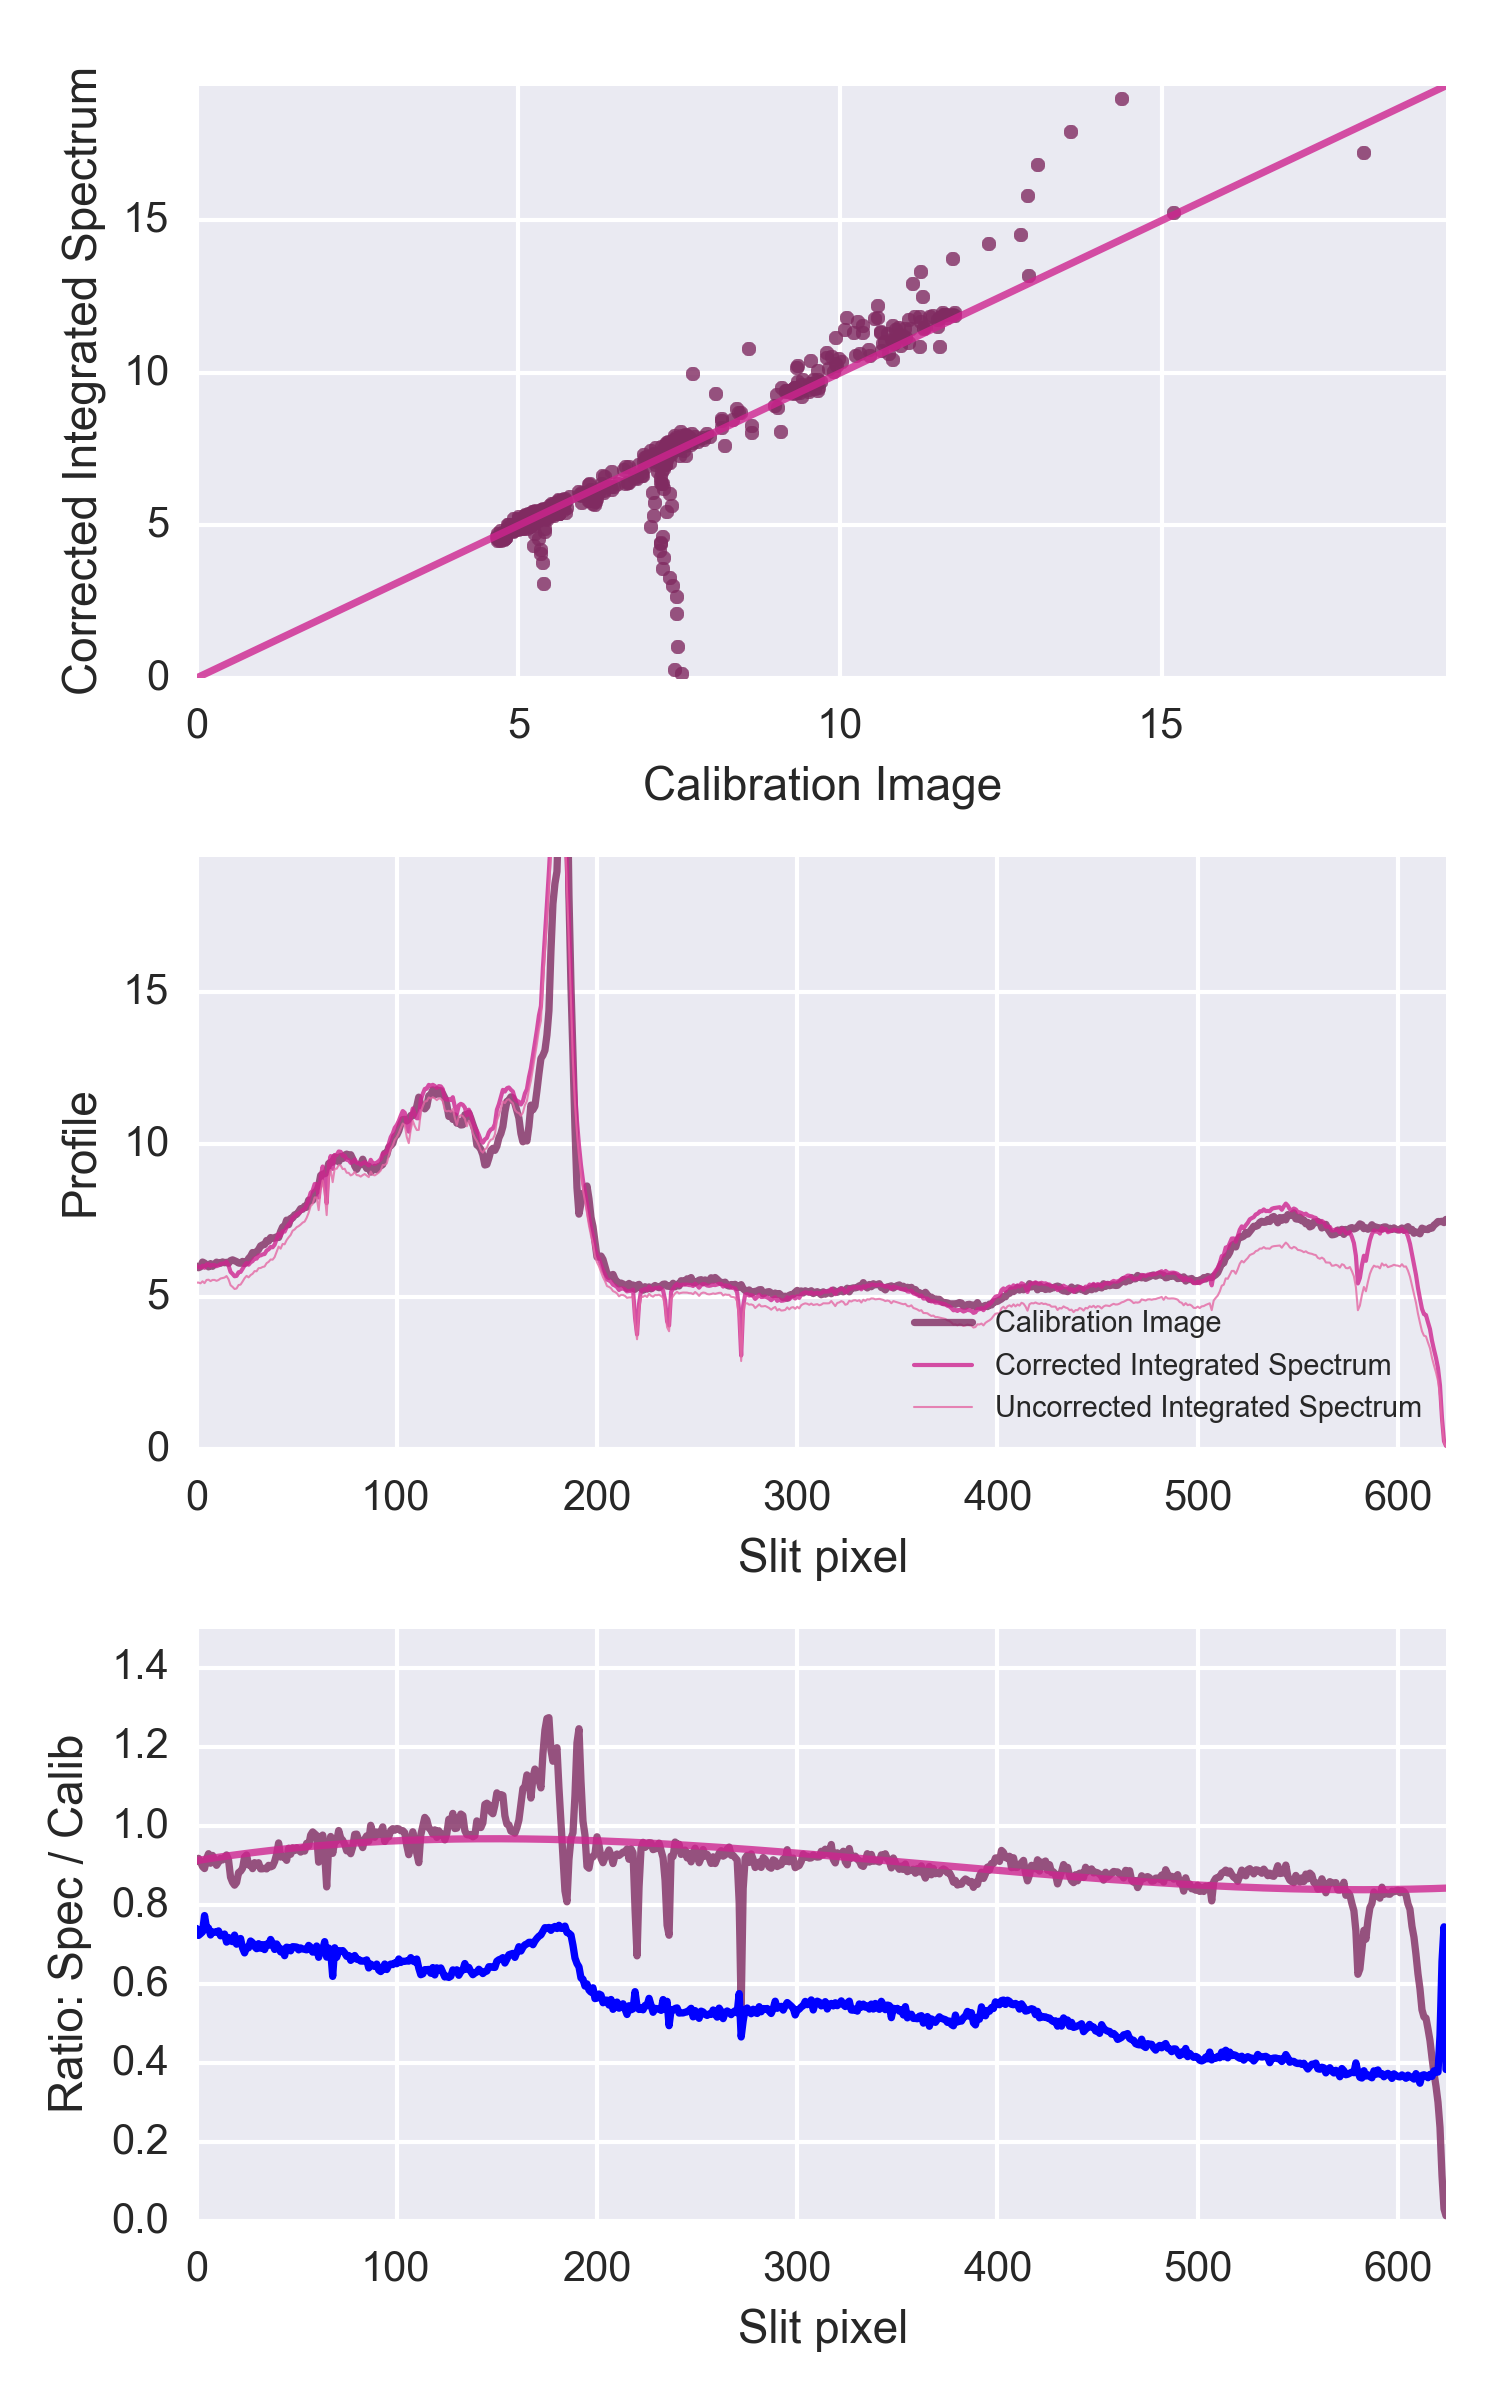 Corrected Integrated Spectrum
15
10
5
0
0 5 10 15
Calibration Image
Profile
15
10
5
0
Calibration Image
Corrected Integrated Spectrum
Uncorrected Integrated Spectrum
0 100 200 300 400 500 600
Slit pixel
Ratio: Spec / Calib
1.4
1.2
1.0
0.8
0.6
0.4
0.2
0.0
0 100 200 300 400 500 600
Slit pixel